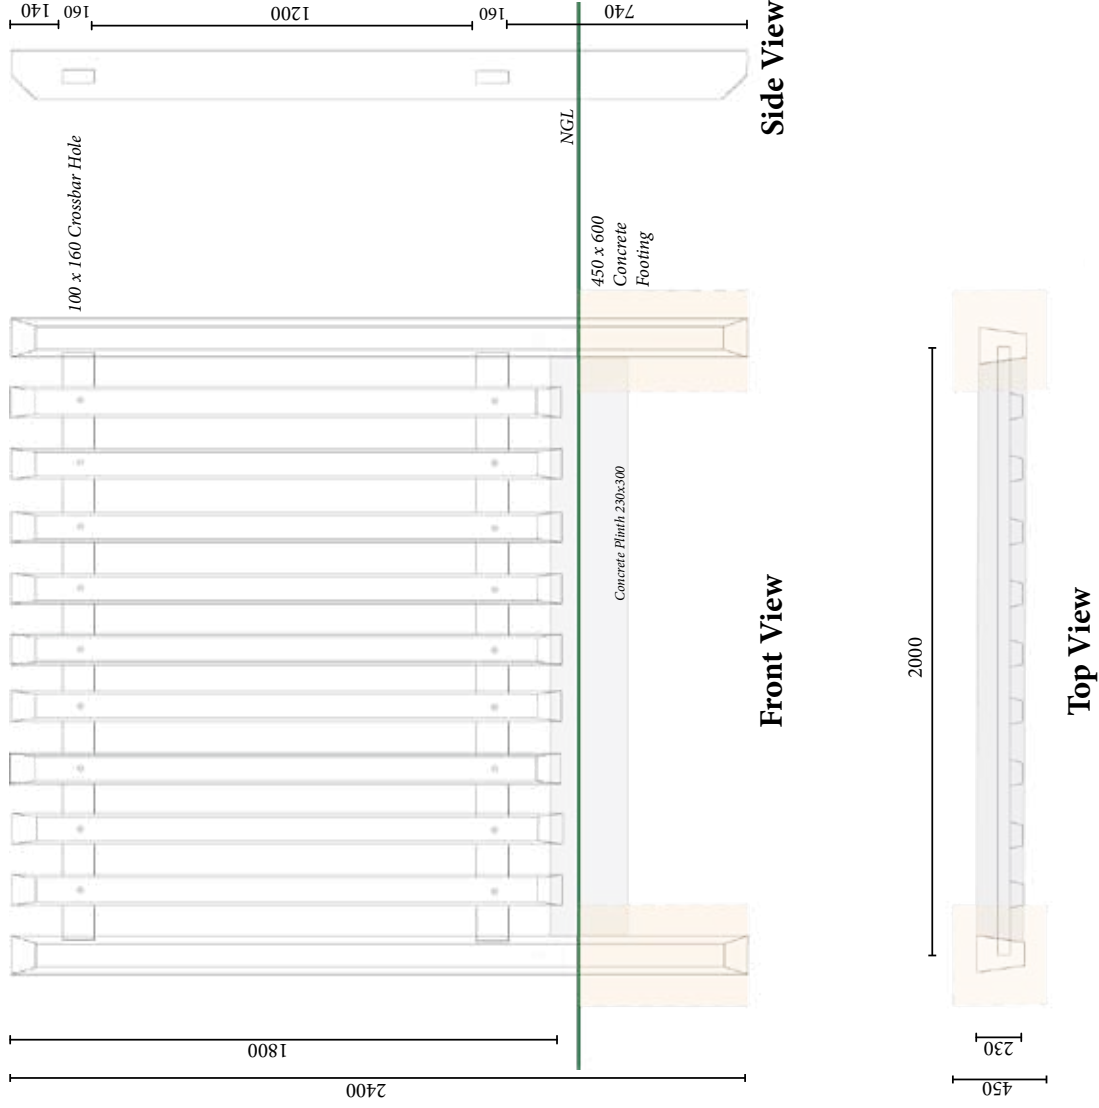 140
160
1200
160
740
Side View
NGL
100 x 160 Crossbar Hole
450 x 600
Concrete
Footing
Concrete Plinth 230x300
Front View
1800
2400
2000
Top View
230
450